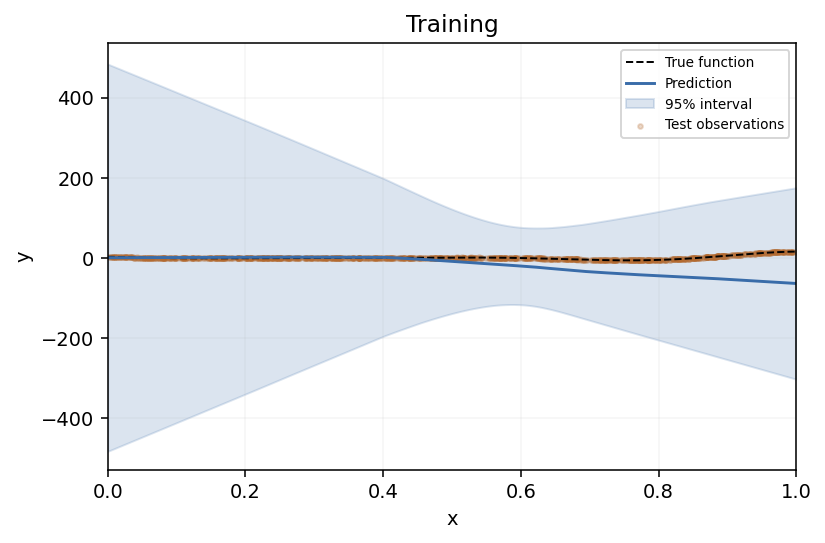 Training
True function
Prediction
95% interval
Test observations
y
400
200
0
−200
−400
0.0 0.2 0.4 0.6 0.8 1.0
x